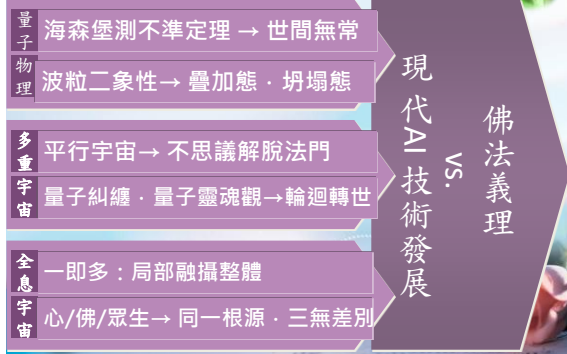 量子物理
海森堡測不準定理 → 世間無常
波粒二象性→ 疊加態．坍塌態
多重宇宙
平行宇宙→ 不思議解脫法門
量子糾纏．量子靈魂觀→輪迴轉世
全息宇宙
一即多：局部融攝整體
心/佛/眾生→ 同一根源．三無差別
現代AI技術發展
vs.
佛法義理